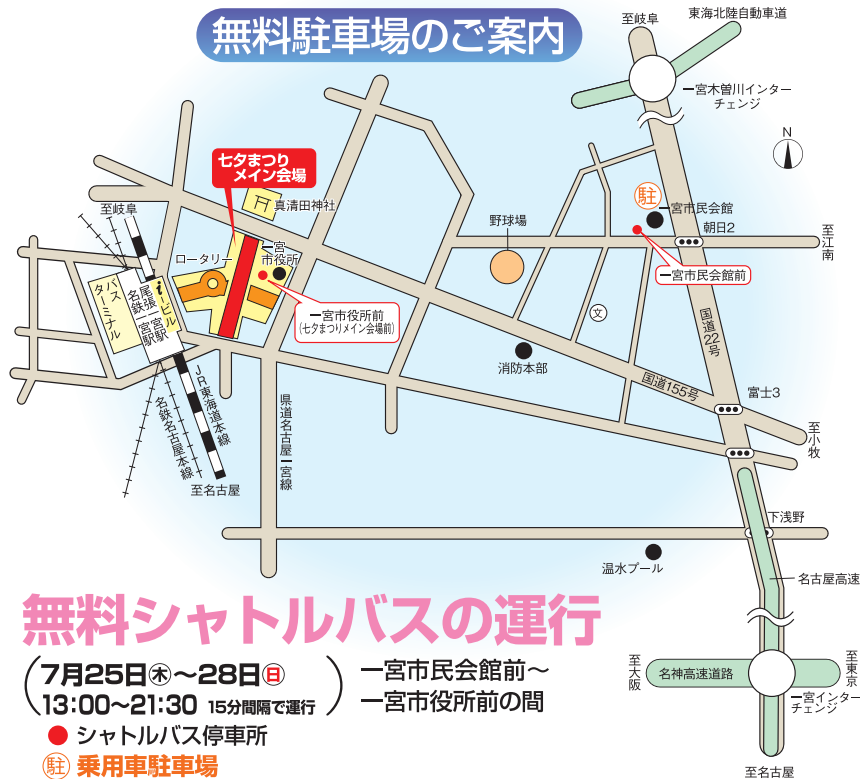 無料駐車場のご案内
至岐阜
東海北陸自動車道
一宮木曽川インター
チェンジ
N
七夕まつり
メイン会場
真清田神社
駐
一宮市民会館
朝日2
至江南
一宮市民会館前
野球場
至岐阜
ロータリー
一宮
市役所
一宮市役所前
(七夕まつりメイン会場前)
バス
ターミナル
名鉄一宮駅
尾張一宮駅
i-ビル
文
消防本部
国道22号
国道155号
富士3
至小牧
JR東海道本線
名鉄名古屋本線
至名古屋
県道名古屋一宮線
下浅野
温水プール
名古屋高速
無料シャトルバスの運行
7月25日木〜28日日
13:00〜21:30 15分間隔で運行
一宮市民会館前〜
一宮市役所前の間
シャトルバス停車所
駐 乗用車駐車場
至大阪
名神高速道路
至東京
一宮インター
チェンジ
至名古屋